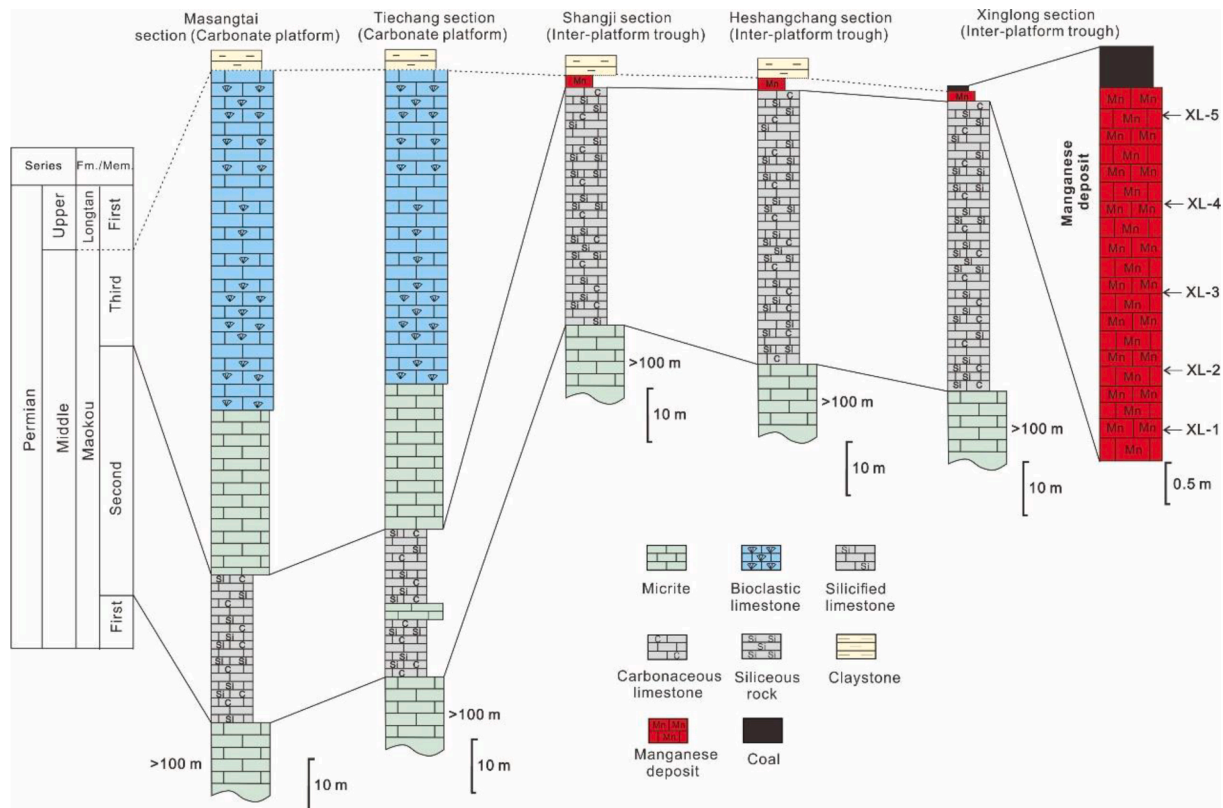 Masangtai
section (Carbonate platform)
Tiechang section
(Carbonate platform)
Shangji section
(Inter-platform trough)
Heshangchang section
(Inter-platform trough)
Xinglong section
(Inter-platform trough)
Series
Fm./Mem.
Permian
Upper
Middle
Longtan
Maokou
First
Third
Second
First
Manganese
deposit
XL-5
XL-4
XL-3
XL-2
XL-1
>100 m
10 m
>100 m
10 m
>100 m
10 m
>100 m
10 m
>100 m
10 m
0.5 m
Micrite
Bioclastic
limestone
Silicified
limestone
Carbonaceous
limestone
Siliceous
rock
Claystone
Manganese
deposit
Coal